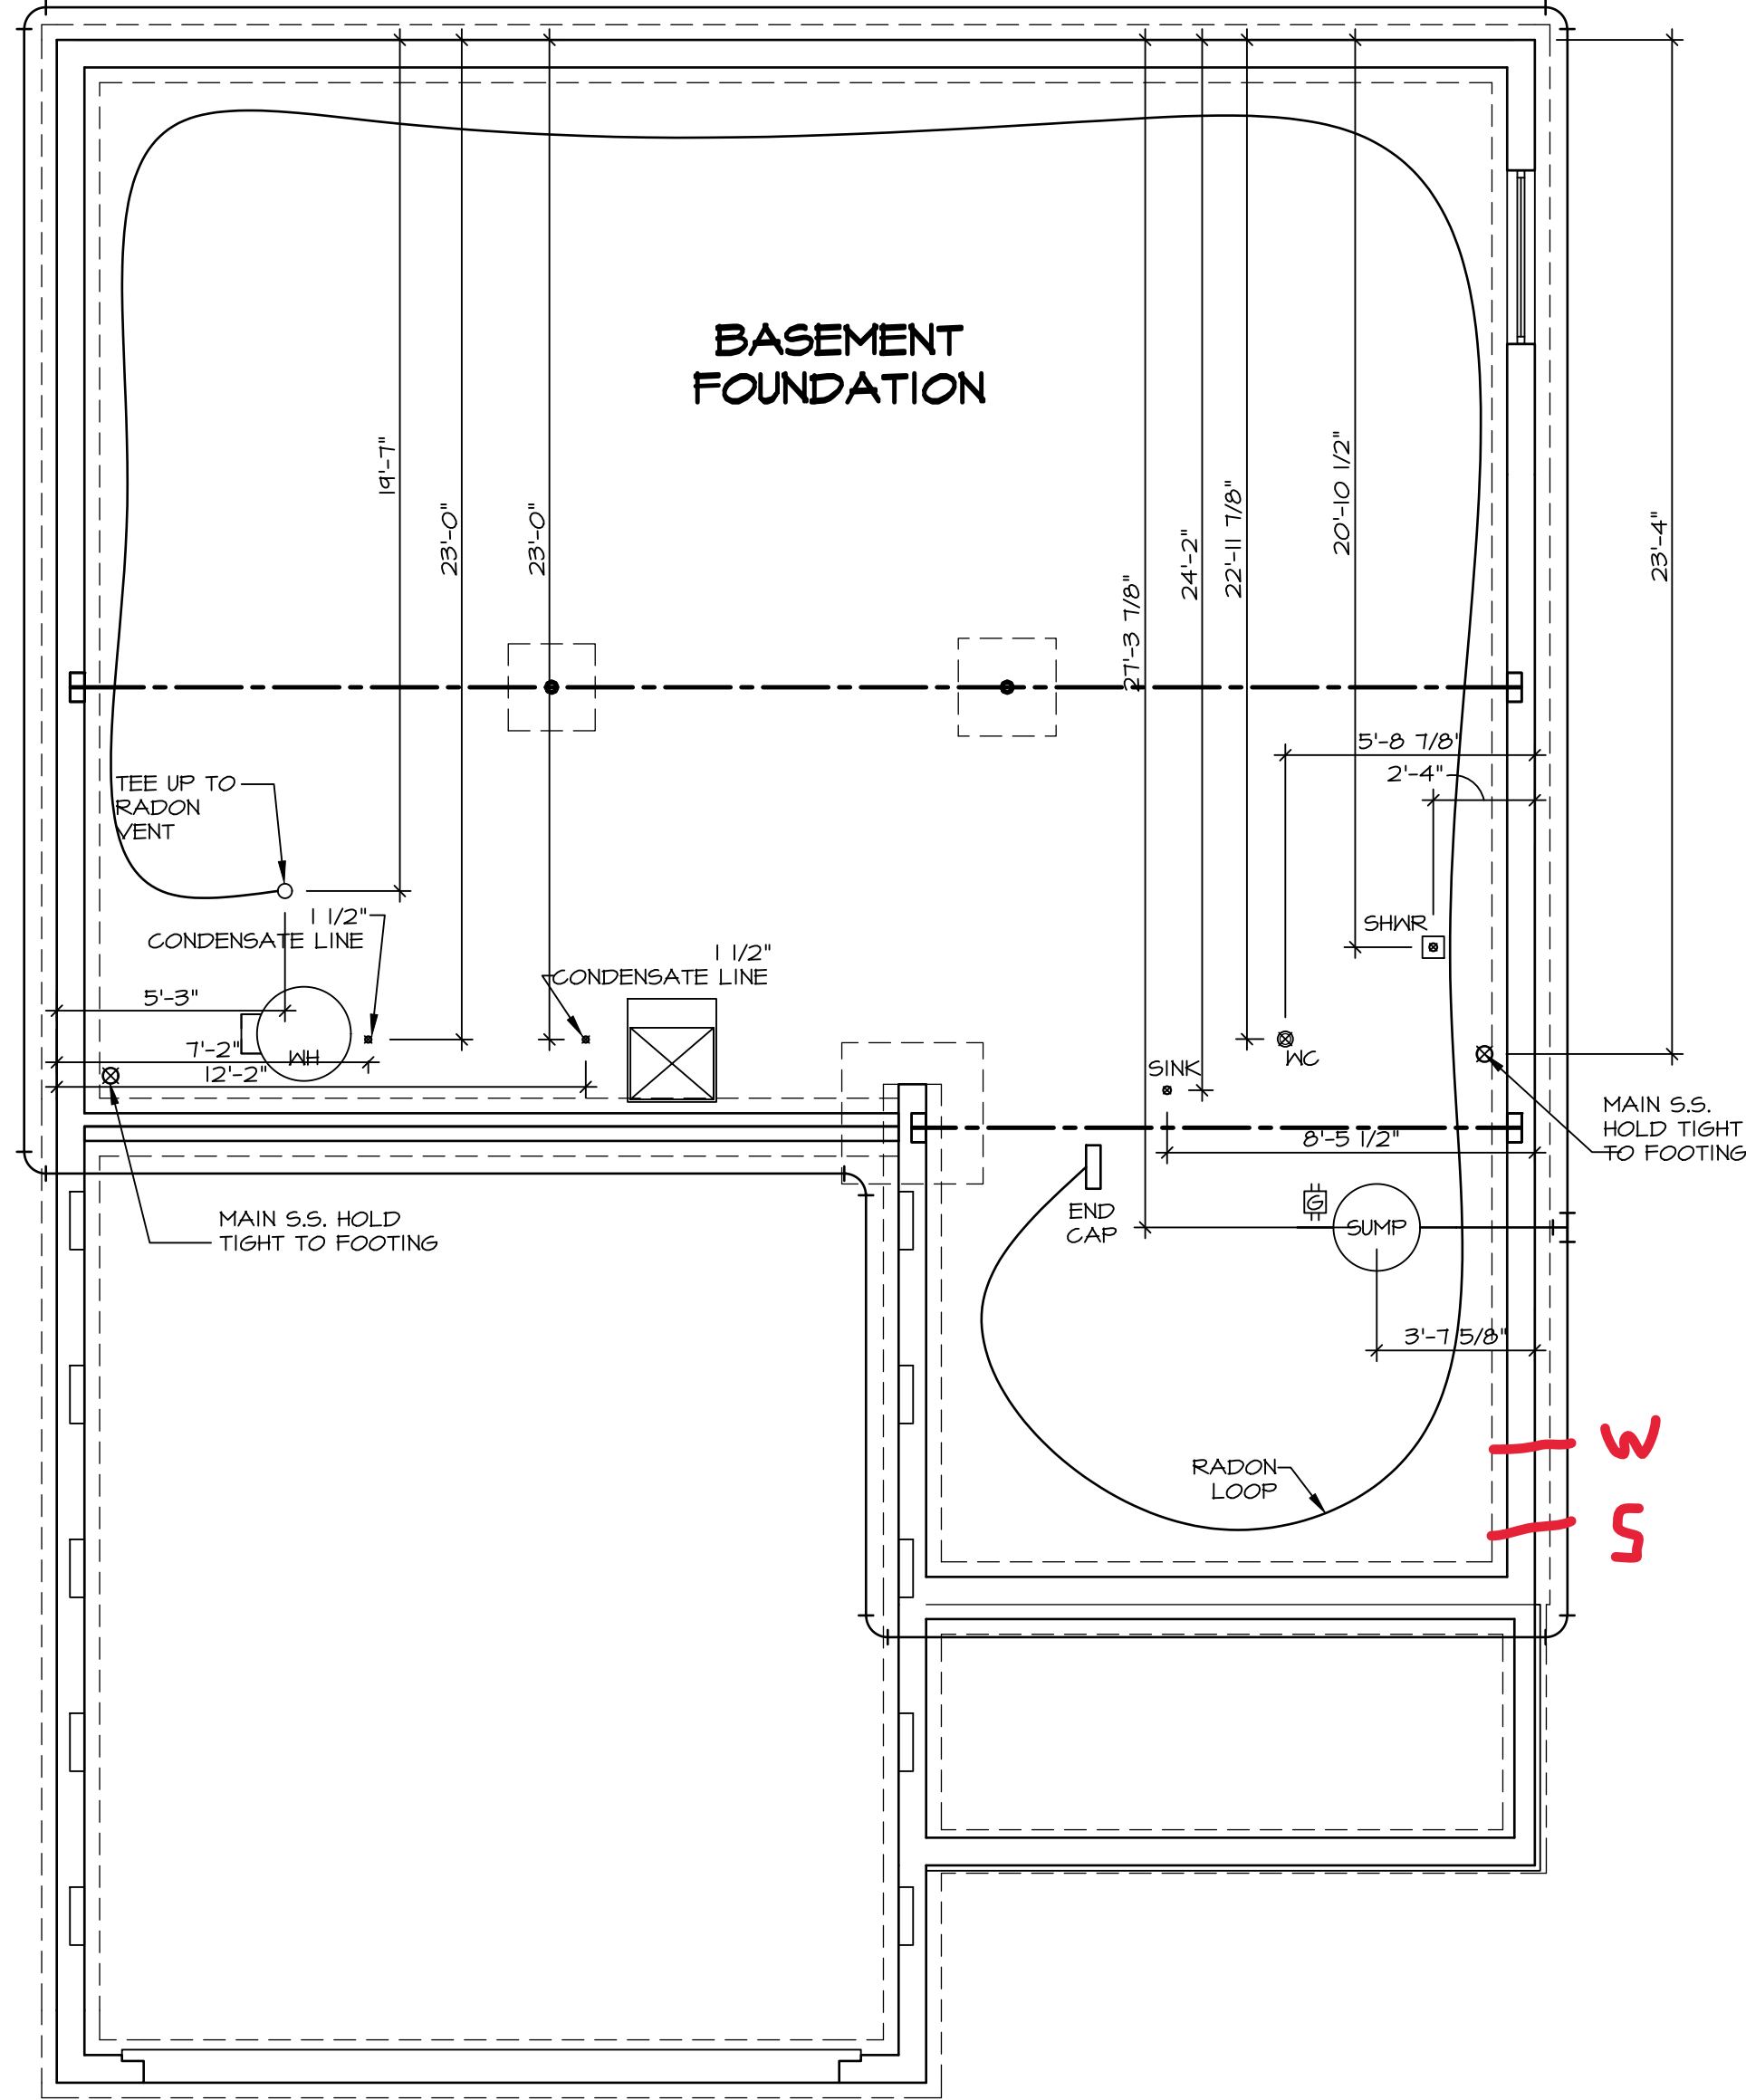 BASEMENT
FOUNDATION
19'-7"
23'-0"
23'-0"
27'-3 7/8"
24'-2"
22'-11 7/8"
20'-10 1/2"
23'-4"
5'-8 7/8"
2'-4"
TEE UP TO
RADON
VENT
1 1/2"
CONDENSATE LINE
1 1/2"
CONDENSATE LINE
SHWR
5'-3"
7'-2"
WH
12'-2"
SINK
WC
MAIN S.S.
HOLD TIGHT
TO FOOTING
8'-5 1/2"
END
CAP
G
SUMP
MAIN S.S. HOLD
TIGHT TO FOOTING
3'-7 5/8"
W
RADON
LOOP
S